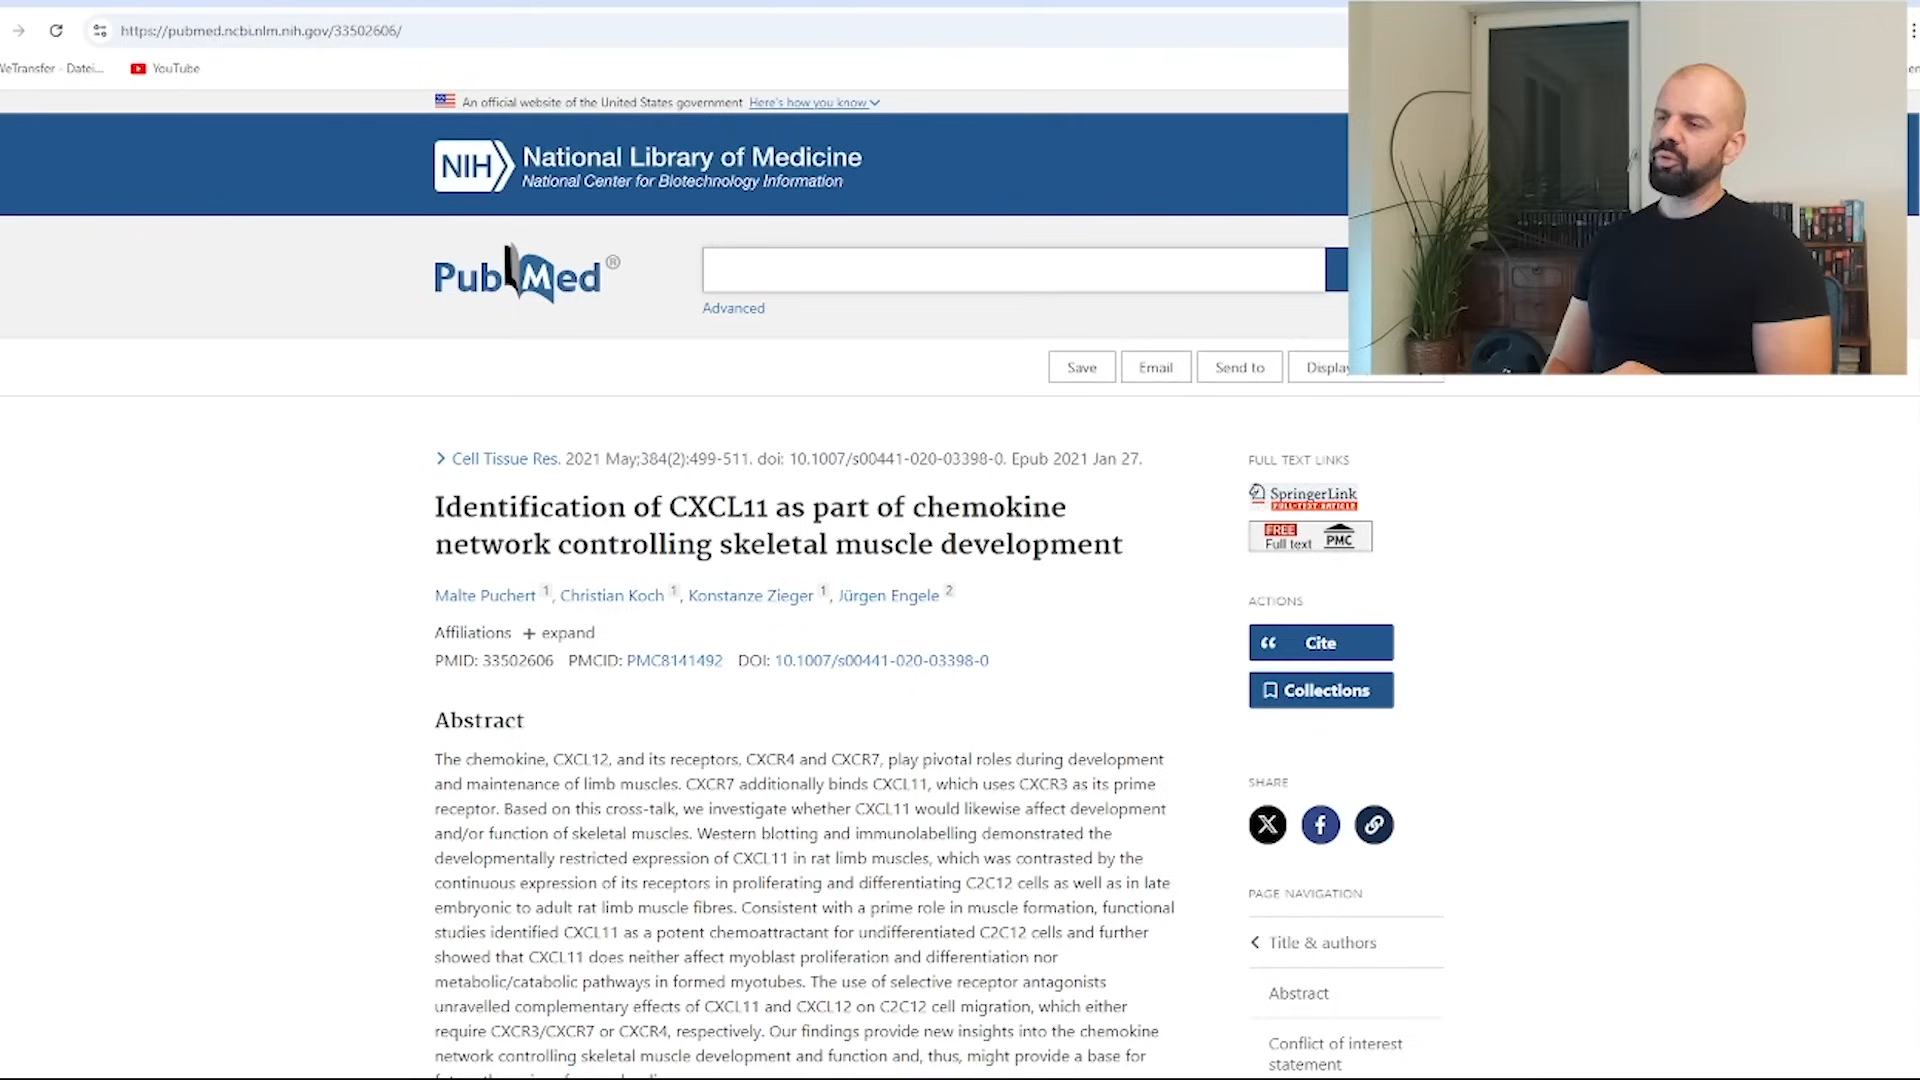 https://pubmed.ncbi.nlm.nih.gov/33502606/
WeTransfer - Datei...
YouTube
An official website of the United States government Here's how you know
NIH National Library of Medicine
National Center for Biotechnology Information
PubMed®
Advanced
Save
Email
Send to
Cell Tissue Res. 2021 May;384(2):499-511. doi: 10.1007/s00441-020-03398-0. Epub 2021 Jan 27.
Identification of CXCL11 as part of chemokine
network controlling skeletal muscle development
Malte Puchert 1, Christian Koch 1, Konstanze Zieger 1, Jürgen Engele 2
Affiliations + expand
PMID: 33502606 PMCID: PMC8141492 DOI: 10.1007/s00441-020-03398-0
Abstract
The chemokine, CXCL12, and its receptors, CXCR4 and CXCR7, play pivotal roles during development
and maintenance of limb muscles. CXCR7 additionally binds CXCL11, which uses CXCR3 as its prime
receptor. Based on this cross-talk, we investigate whether CXCL11 would likewise affect development
and/or function of skeletal muscles. Western blotting and immunolabelling demonstrated the
developmentally restricted expression of CXCL11 in rat limb muscles, which was contrasted by the
continuous expression of its receptors in proliferating and differentiating C2C12 cells as well as in late
embryonic to adult rat limb muscle fibres. Consistent with a prime role in muscle formation, functional
studies identified CXCL11 as a potent chemoattractant for undifferentiated C2C12 cells and further
showed that CXCL11 does neither affect myoblast proliferation and differentiation nor
metabolic/catabolic pathways in formed myotubes. The use of selective receptor antagonists
unravelled complementary effects of CXCL11 and CXCL12 on C2C12 cell migration, which either
require CXCR3/CXCR7 or CXCR4, respectively. Our findings provide new insights into the chemokine
network controlling skeletal muscle development and function and, thus, might provide a base for
FULL TEXT LINKS
SpringerLink
FULL-TEXT ARTICLE
FREE
Full text PMC
ACTIONS
Cite
Collections
SHARE
PAGE NAVIGATION
Title & authors
Abstract
Conflict of interest
statement